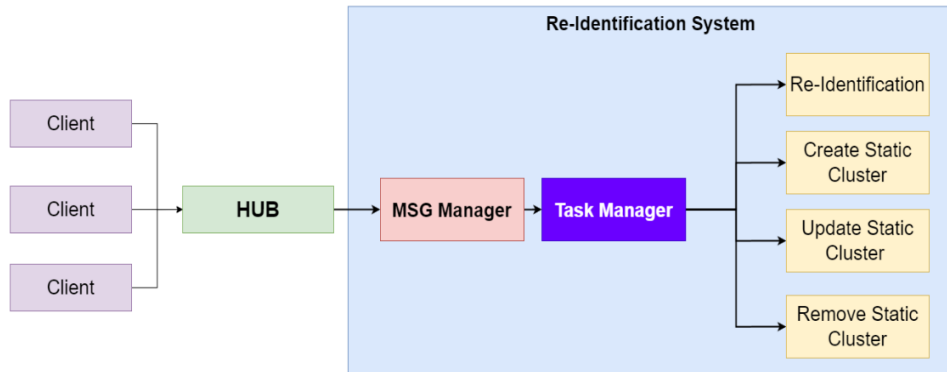 Re-Identification System
Re-Identification
Client
Create Static
Cluster
Client
HUB
MSG Manager
Task Manager
Update Static
Cluster
Client
Remove Static
Cluster